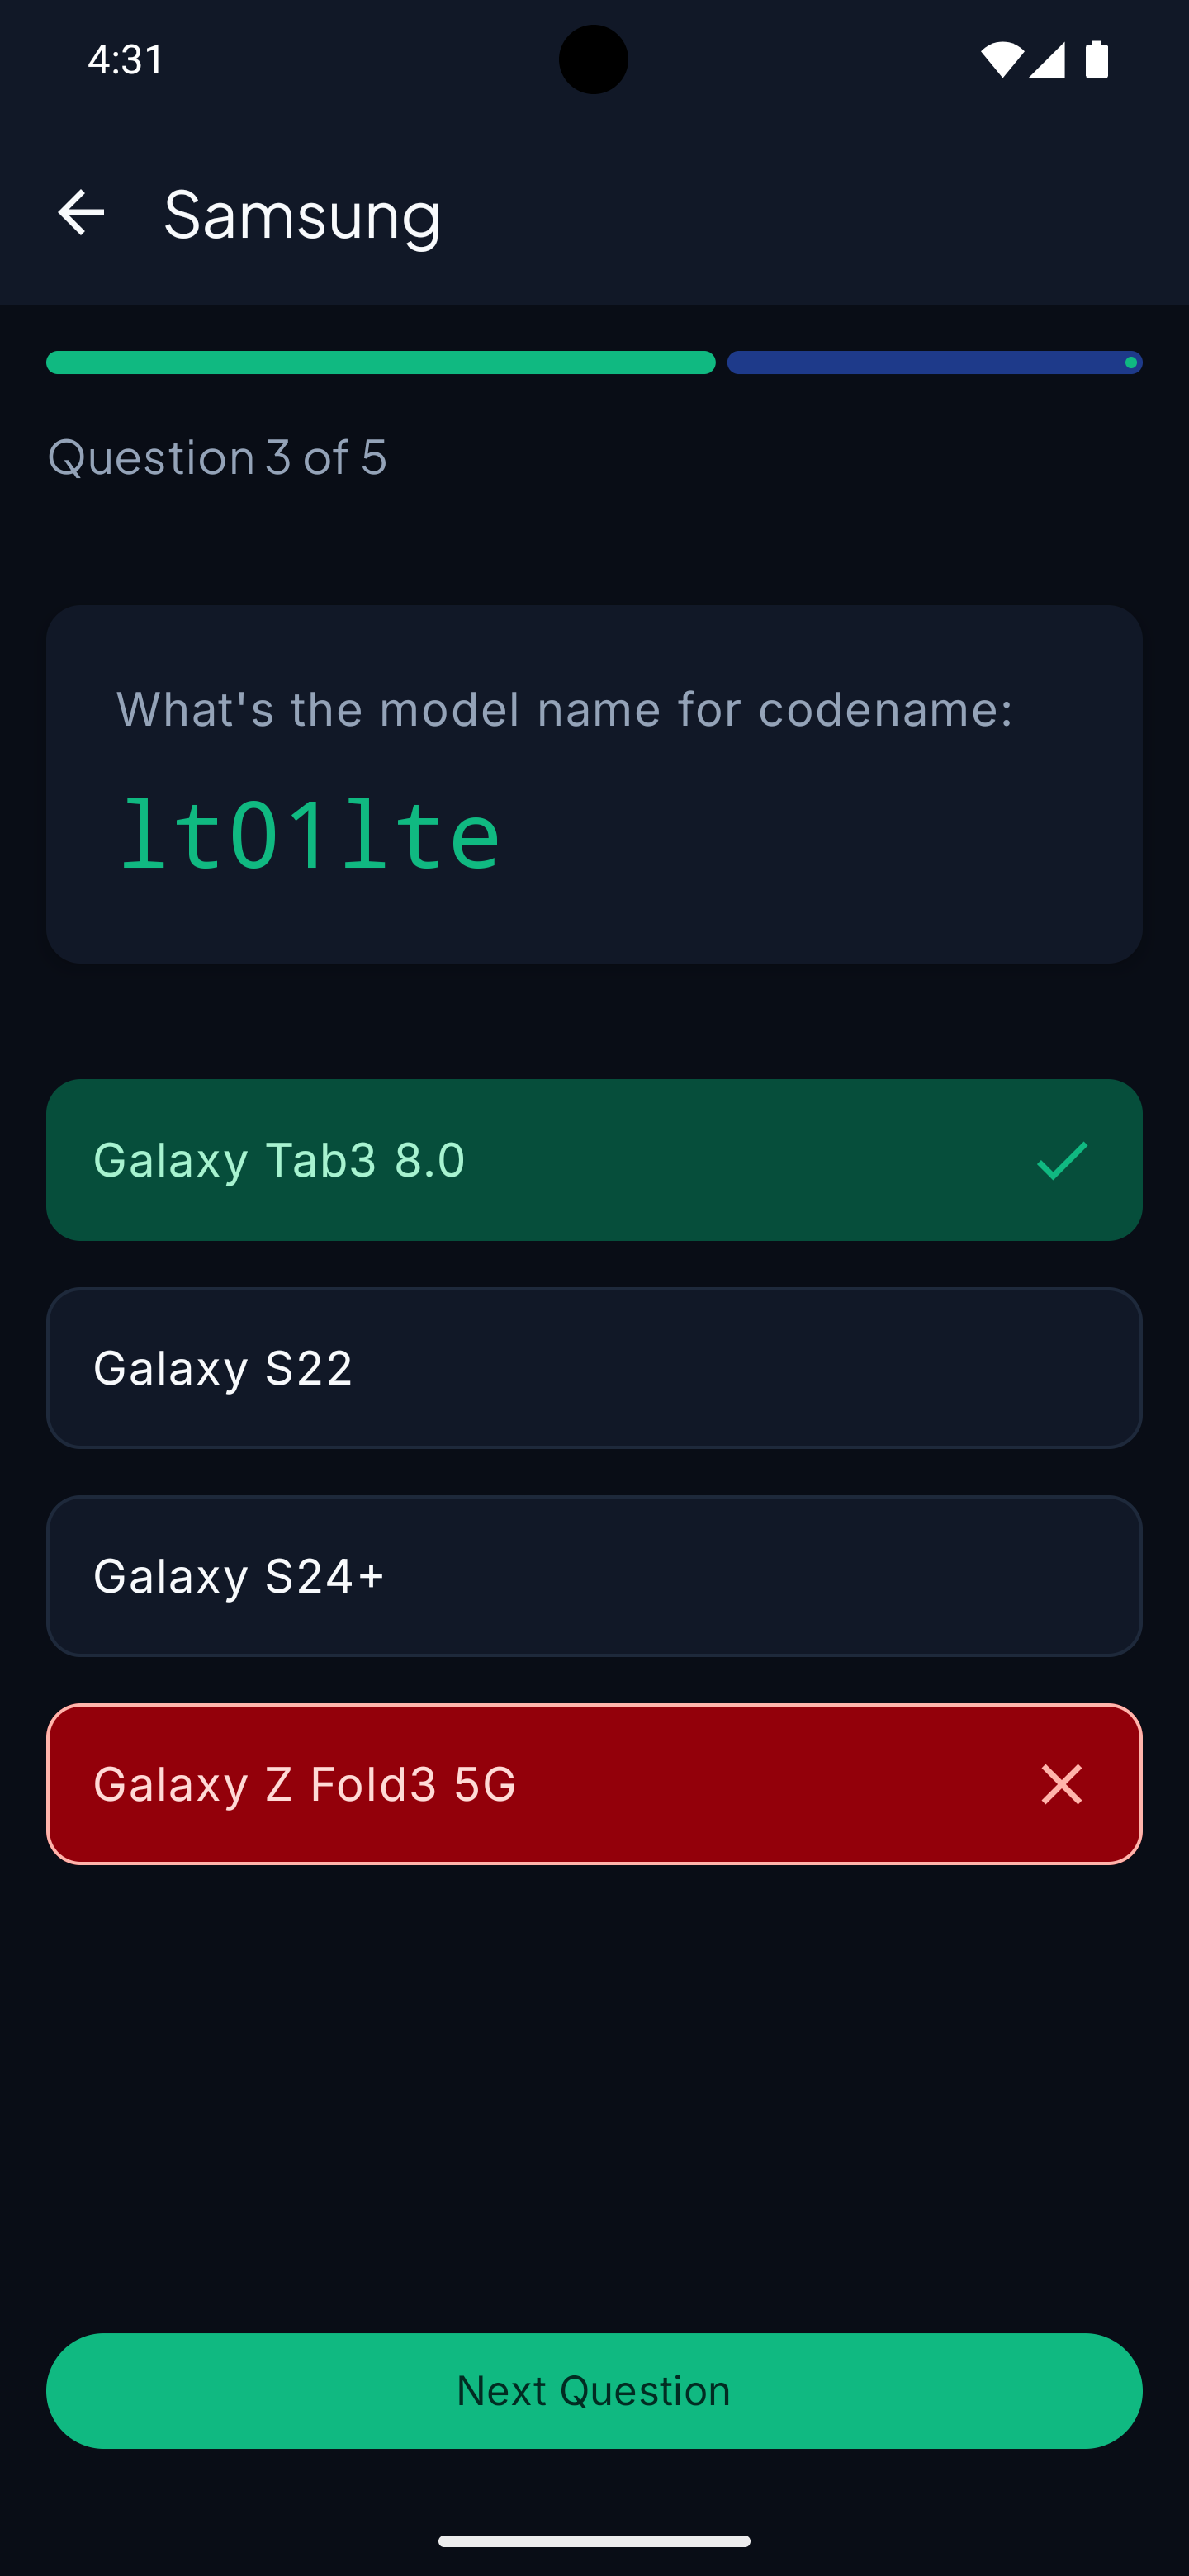 4:31
Samsung
Question 3 of 5
What's the model name for codename:
lt01lte
Galaxy Tab3 8.0
Galaxy S22
Galaxy S24+
Galaxy Z Fold3 5G
Next Question